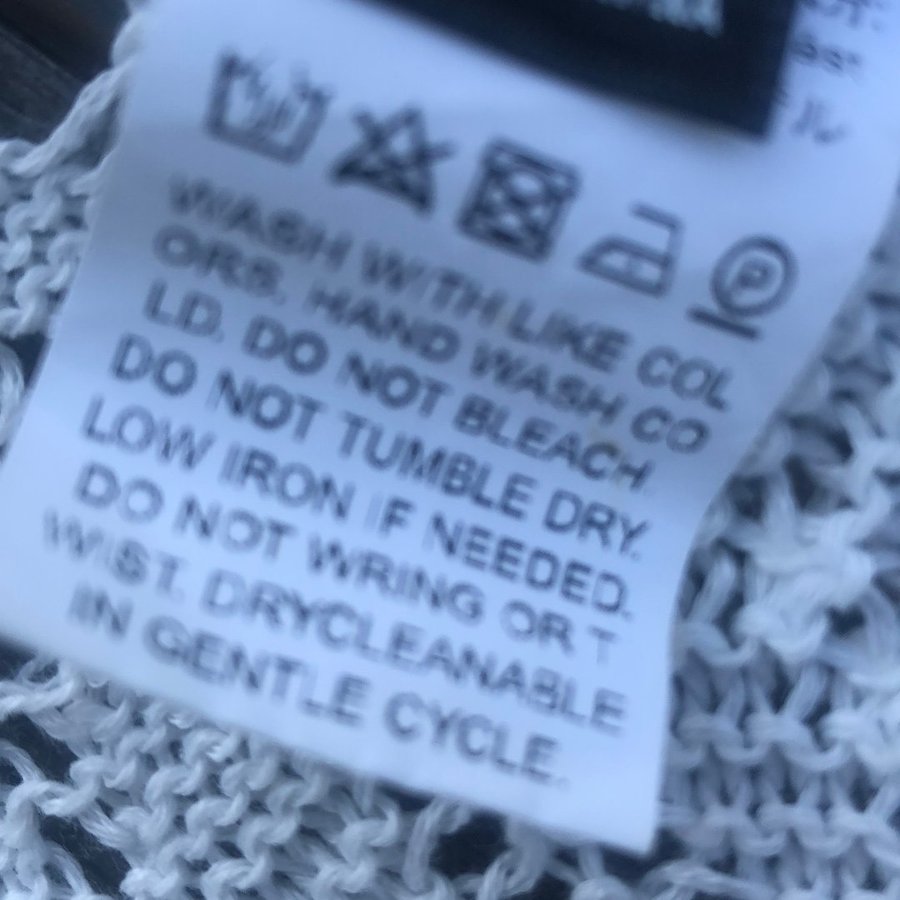 P
WASH WITH LIKE COL
ORS. HAND WASH CO
LD. DO NOT BLEACH.
DO NOT TUMBLE DRY.
LOW IRON IF NEEDED.
DO NOT WRING OR T
WIST. DRYCLEANABLE
IN GENTLE CYCLE.